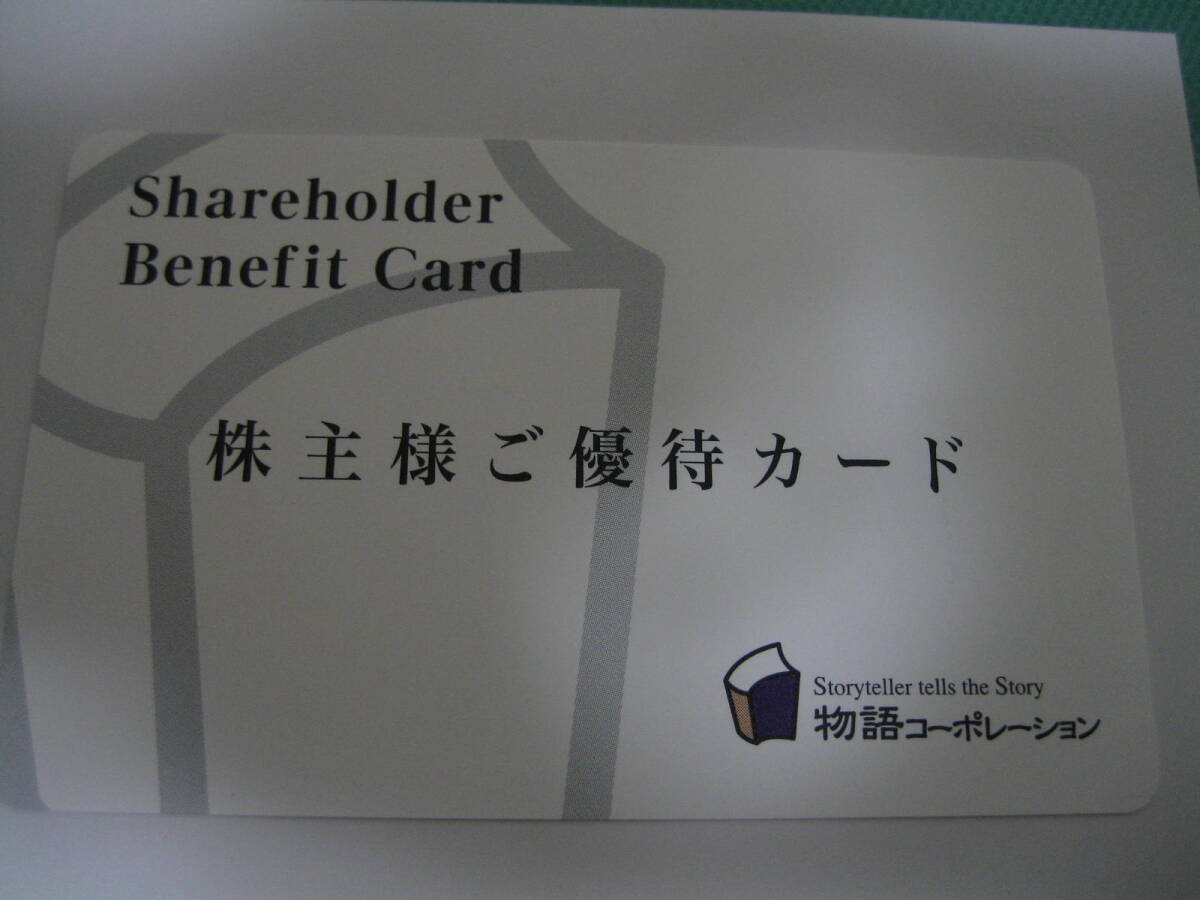 Shareholder
Benefit Card
株主様ご優待カード
Storyteller tells the Story
物語コーポレーション